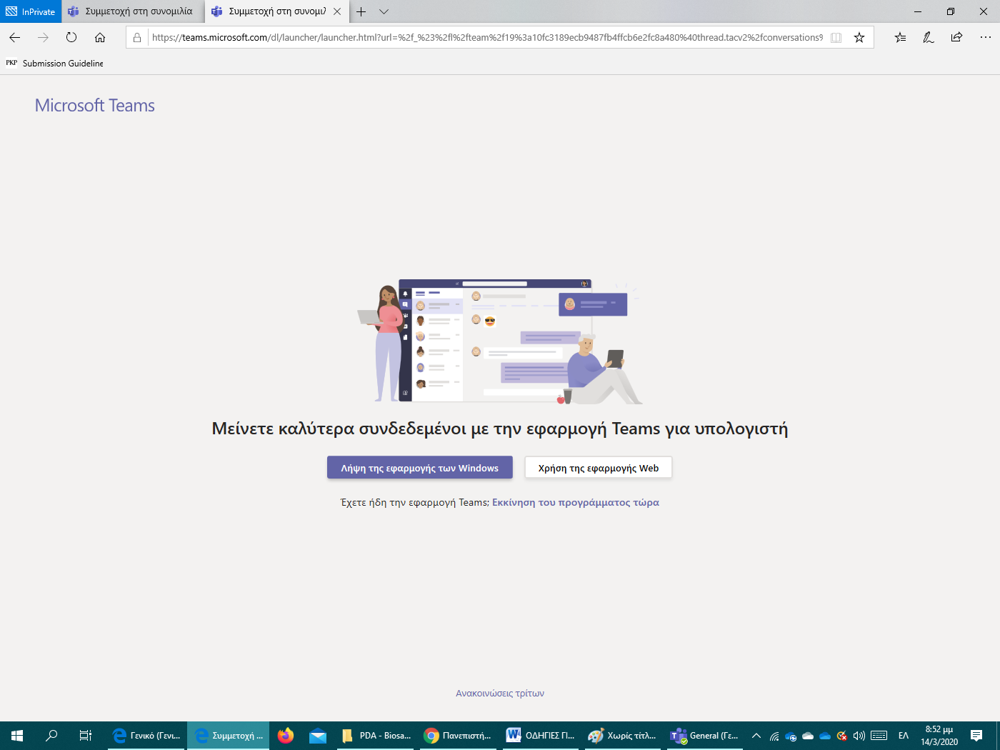 InPrivate
Συμμετοχή στη συνομιλία
Συμμετοχή στη συνομιλ
https://teams.microsoft.com/dl/launcher/launcher.html?url=%2f_%23%2fl%2fteam%2f19%3a10fc3189ecb9487fb4ffcb6e2fc8a480%40thread.tacv2%2fconversations%
PKP Submission Guideline
Microsoft Teams
Μείνετε καλύτερα συνδεδεμένοι με την εφαρμογή Teams για υπολογιστή
Λήψη της εφαρμογής των Windows
Χρήση της εφαρμογής Web
Έχετε ήδη την εφαρμογή Teams; Εκκίνηση του προγράμματος τώρα
Ανακοινώσεις τρίτων
Γενικό (Γενι...
Συμμετοχή ...
PDA - Biosa...
Πανεπιστή...
ΟΔΗΓΙΕΣ ΓΙ...
Χωρίς τίτλ...
General (Γε...
ΕΛ
8:52 μμ
14/3/2020